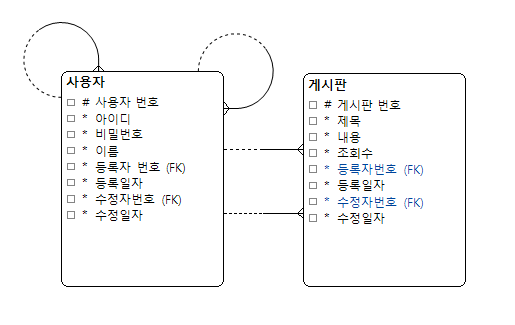 사용자
# 사용자 번호
* 아이디
* 비밀번호
* 이름
* 등록자 번호 (FK)
* 등록일자
* 수정자번호 (FK)
* 수정일자
게시판
# 게시판 번호
* 제목
* 내용
* 조회수
* 등록자번호 (FK)
* 등록일자
* 수정자번호 (FK)
* 수정일자